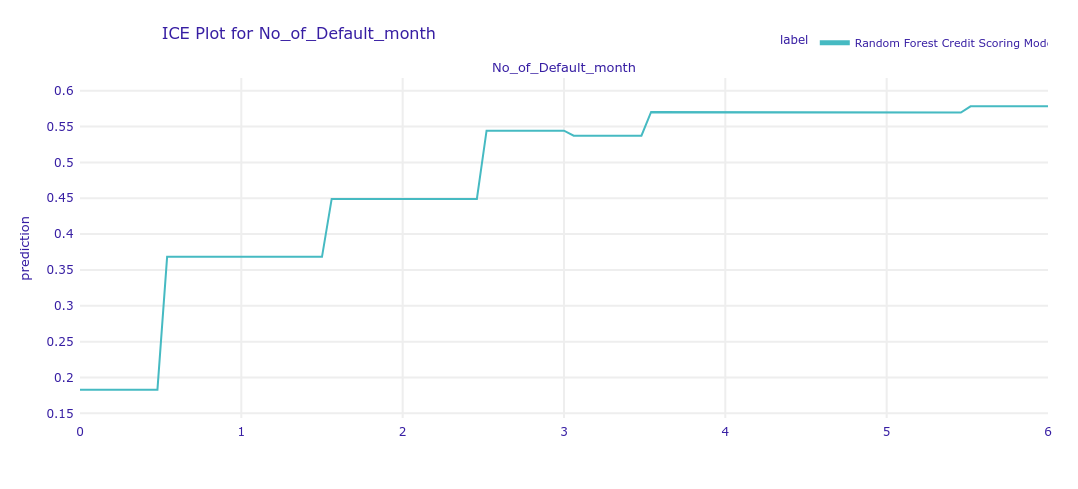 ICE Plot for No_of_Default_month
label
Random Forest Credit Scoring
No_of_Default_month
prediction
0.6
0.55
0.5
0.45
0.4
0.35
0.3
0.25
0.2
0.15
0 1 2 3 4 5 6